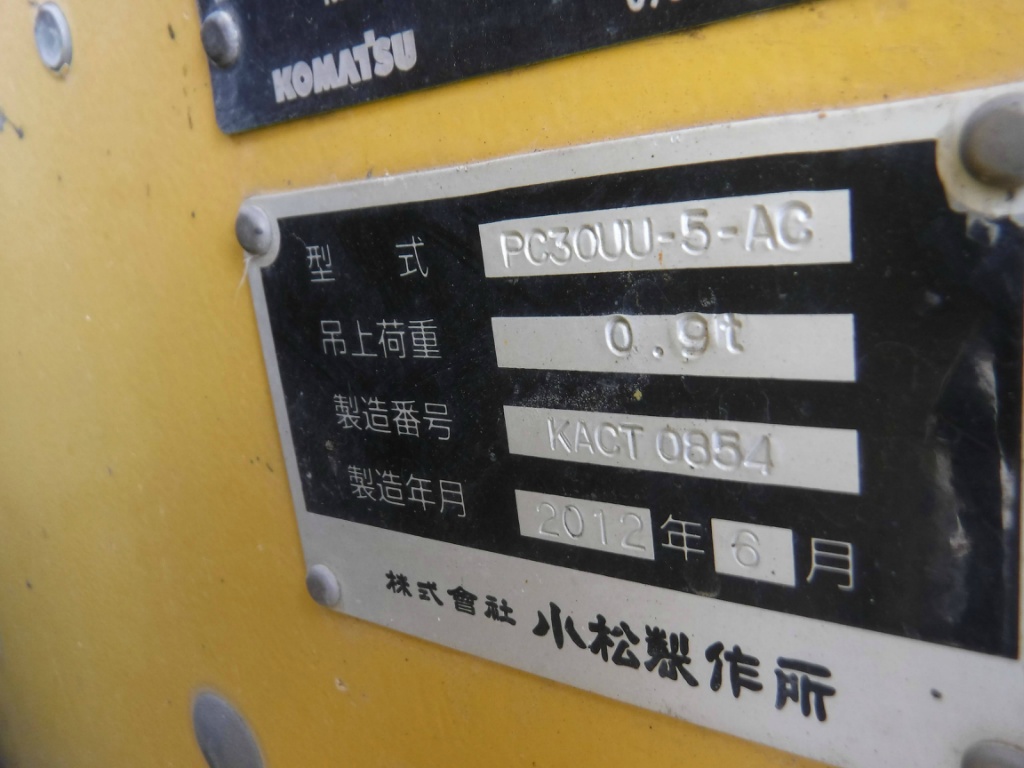 KOMATSU
型式 PC30UU-5-AC
吊上荷重 0.9t
製造番号 KACT 0854
製造年月 2012年6月
株式會社 小松製作所